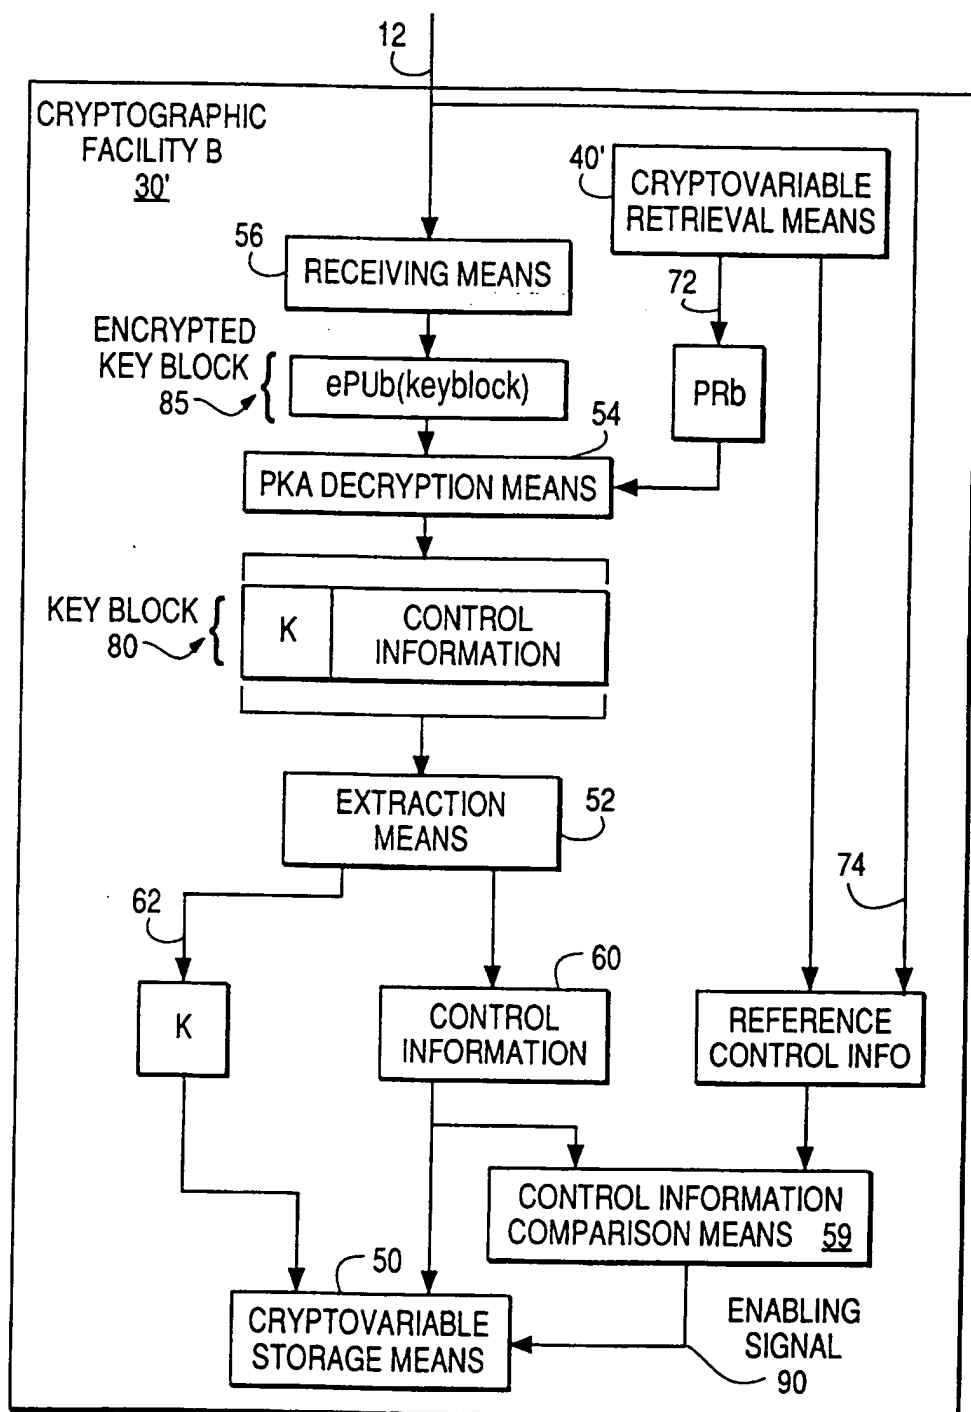 12
CRYPTOGRAPHIC
FACILITY B
30'
40'
CRYPTOVARIABLE
RETRIEVAL MEANS
56
RECEIVING MEANS
72
ENCRYPTED
KEY BLOCK
85
ePUb(keyblock)
PRb
54
PKA DECRYPTION MEANS
KEY BLOCK
80
K
CONTROL
INFORMATION
EXTRACTION
MEANS
52
62
74
60
K
CONTROL
INFORMATION
REFERENCE
CONTROL INFO
CONTROL INFORMATION
COMPARISON MEANS 59
50
CRYPTOVARIABLE
STORAGE MEANS
ENABLING
SIGNAL
90